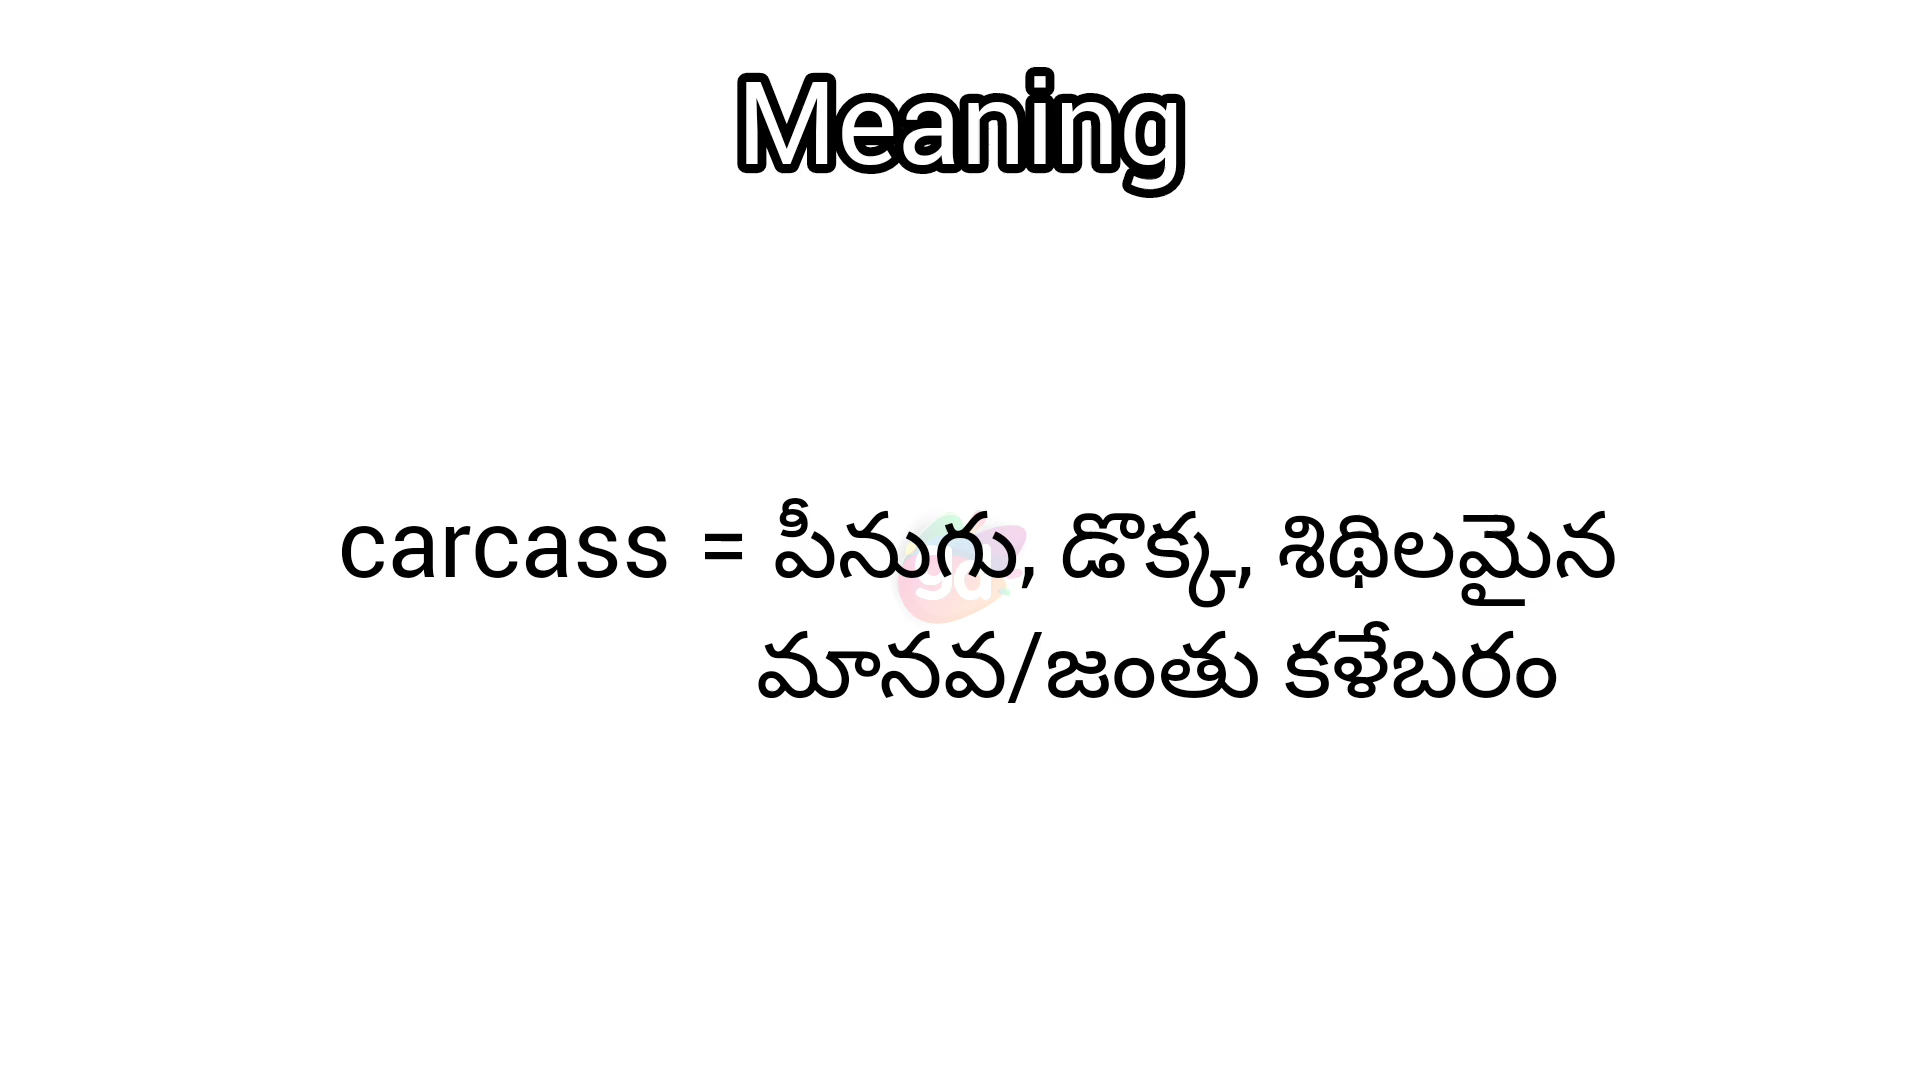 Meaning
carcass = పీనుగు, డొక్క, శిథిలమైన
మానవ/జంతు కళేబరం